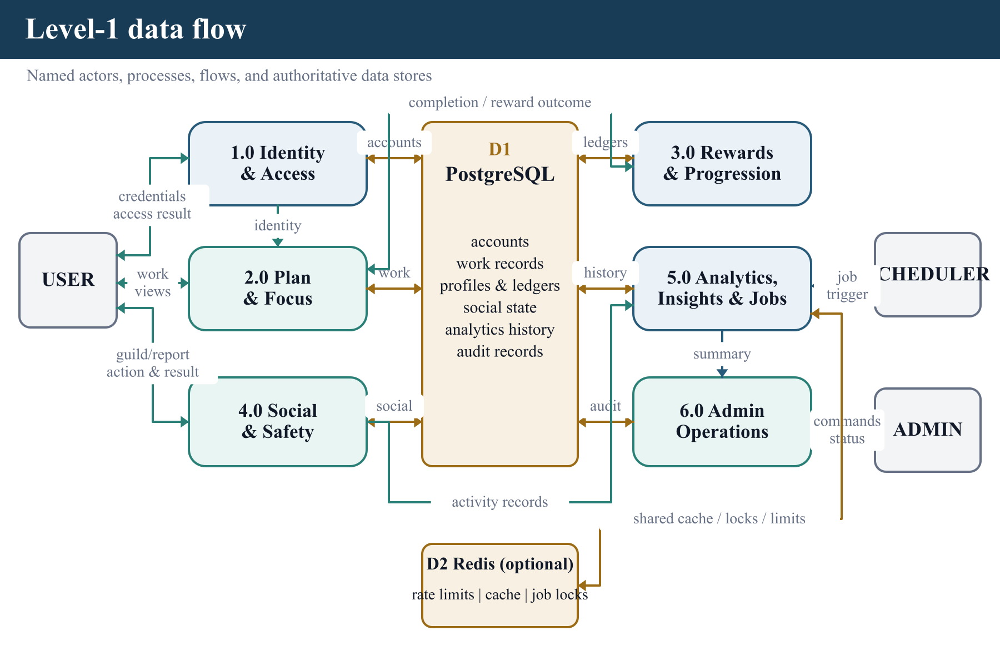 Level-1 data flow
Named actors, processes, flows, and authoritative data stores
completion / reward outcome
1.0 Identity
& Access
accounts
D1
PostgreSQL
ledgers
3.0 Rewards
& Progression
credentials
access result
identity
USER
work
views
2.0 Plan
& Focus
work
accounts
work records
profiles & ledgers
social state
analytics history
audit records
history
5.0 Analytics,
Insights & Jobs
job
trigger
CHEDULER
guild/report
action & result
summary
4.0 Social
& Safety
social
audit
6.0 Admin
Operations
commands
status
ADMIN
activity records
shared cache / locks / limits
D2 Redis (optional)
rate limits | cache | job locks